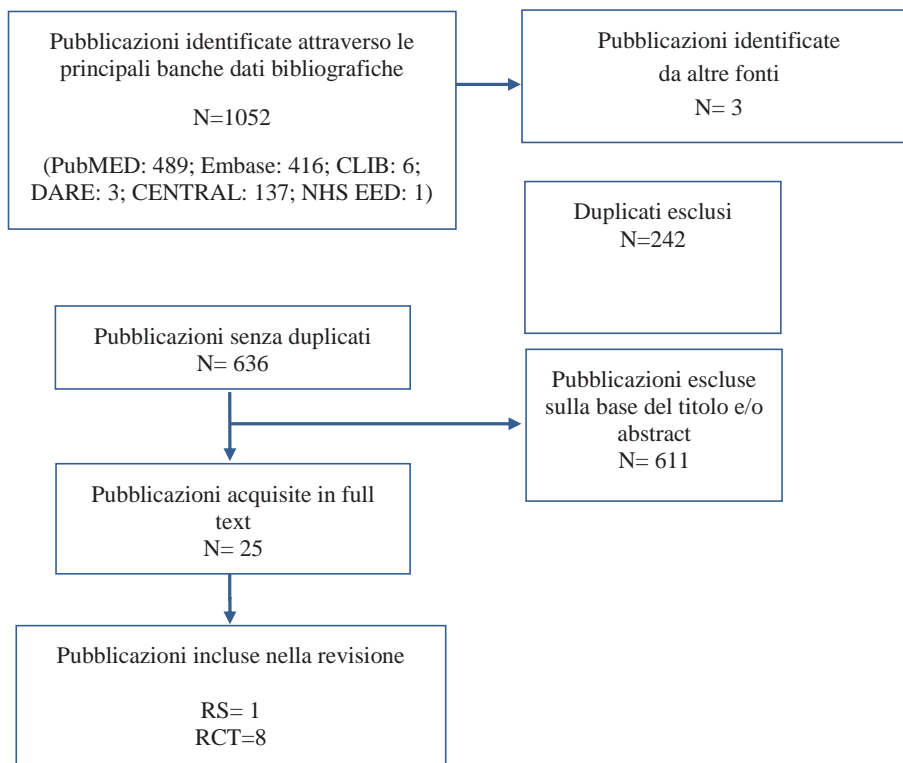 Pubblicazioni identificate attraverso le
principali banche dati bibliografiche
N=1052
(PubMED: 489; Embase: 416; CLIB: 6;
DARE: 3; CENTRAL: 137; NHS EED: 1)
Pubblicazioni identificate
da altre fonti
N= 3
Duplicati esclusi
N=242
Pubblicazioni senza duplicati
N= 636
Pubblicazioni escluse
sulla base del titolo e/o
abstract
N= 611
Pubblicazioni acquisite in full
text
N= 25
Pubblicazioni incluse nella revisione
RS= 1
RCT=8